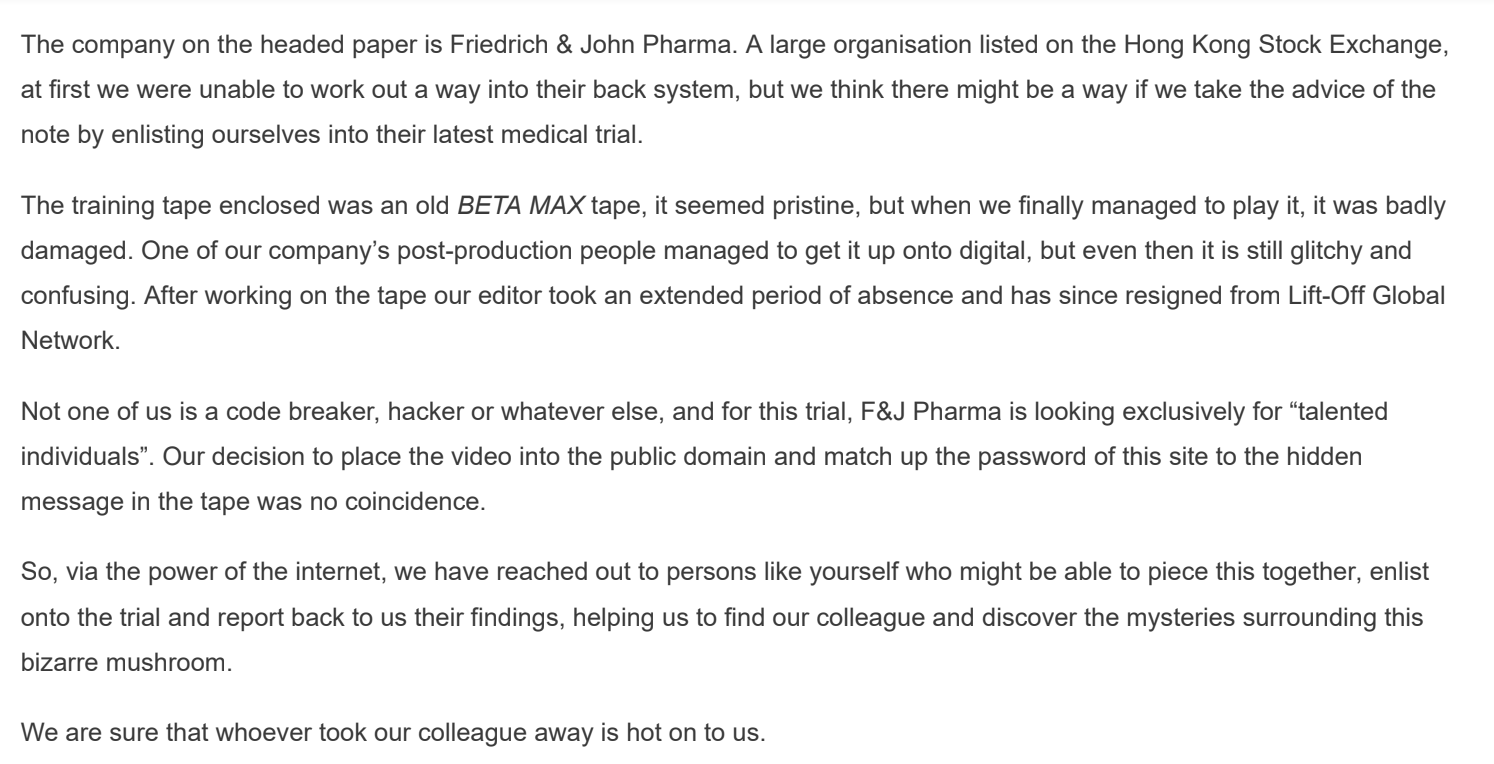 The company on the headed paper is Friedrich & John Pharma. A large organisation listed on the Hong Kong Stock Exchange,
at first we were unable to work out a way into their back system, but we think there might be a way if we take the advice of the
note by enlisting ourselves into their latest medical trial.
The training tape enclosed was an old BETA MAX tape, it seemed pristine, but when we finally managed to play it, it was badly
damaged. One of our company’s post-production people managed to get it up onto digital, but even then it is still glitchy and
confusing. After working on the tape our editor took an extended period of absence and has since resigned from Lift-Off Global
Network.
Not one of us is a code breaker, hacker or whatever else, and for this trial, F&J Pharma is looking exclusively for “talented
individuals”. Our decision to place the video into the public domain and match up the password of this site to the hidden
message in the tape was no coincidence.
So, via the power of the internet, we have reached out to persons like yourself who might be able to piece this together, enlist
onto the trial and report back to us their findings, helping us to find our colleague and discover the mysteries surrounding this
bizarre mushroom.
We are sure that whoever took our colleague away is hot on to us.